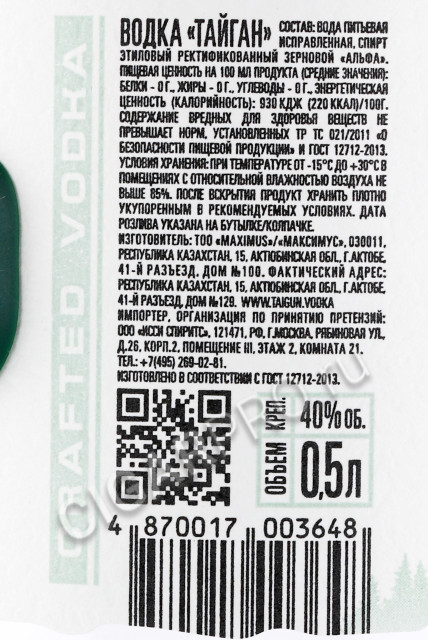 ВОДКА «ТАЙГАН» СОСТАВ: ВОДА ПИТЬЕВАЯ
ИСПРАВЛЕННАЯ, СПИРТ
ЭТИЛОВЫЙ РЕКТИФИКОВАННЫЙ ЗЕРНОВОЙ «АЛЬФА».
ПИЩЕВАЯ ЦЕННОСТЬ НА 100 МЛ ПРОДУКТА (СРЕДНИЕ ЗНАЧЕНИЯ):
БЕЛКИ - 0 Г., ЖИРЫ - 0 Г., УГЛЕВОДЫ - 0 Г., ЭНЕРГЕТИЧЕСКАЯ
ЦЕННОСТЬ (КАЛОРИЙНОСТЬ): 930 КДЖ (220 ККАЛ)/100Г.
СОДЕРЖАНИЕ ВРЕДНЫХ ДЛЯ ЗДОРОВЬЯ ВЕЩЕСТВ НЕ
ПРЕВЫШАЕТ НОРМ, УСТАНОВЛЕННЫХ ТР ТС 021/2011 «О
БЕЗОПАСНОСТИ ПИЩЕВОЙ ПРОДУКЦИИ» И ГОСТ 12712-2013.
УСЛОВИЯ ХРАНЕНИЯ: ПРИ ТЕМПЕРАТУРЕ ОТ -15°C ДО +30°C В
ПОМЕЩЕНИЯХ С ОТНОСИТЕЛЬНОЙ ВЛАЖНОСТЬЮ ВОЗДУХА НЕ
ВЫШЕ 85%. ПОСЛЕ ВСКРЫТИЯ ПРОДУКТ ХРАНИТЬ ПЛОТНО
УКУПОРЕННЫМ В РЕКОМЕНДУЕМЫХ УСЛОВИЯХ. ДАТА
РОЗЛИВА УКАЗАНА НА БУТЫЛКЕ/КОЛПАЧКЕ.
ИЗГОТОВИТЕЛЬ: ТОО «MAXIMUS»/«МАКСИМУС», 030011,
РЕСПУБЛИКА КАЗАХСТАН, 15, АКТЮБИНСКАЯ ОБЛ., Г.АКТОБЕ,
41-Й РАЗЪЕЗД, ДОМ №100. ФАКТИЧЕСКИЙ АДРЕС:
РЕСПУБЛИКА КАЗАХСТАН, 15, АКТЮБИНСКАЯ ОБЛ., Г.АКТОБЕ,
41-Й РАЗЪЕЗД, ДОМ №129. WWW.TAIGUN.VODKA
ИМПОРТЕР, ОРГАНИЗАЦИЯ ПО ПРИНЯТИЮ ПРЕТЕНЗИЙ:
ООО «ИССИ СПИРИТС», 121471, РФ, Г.МОСКВА, РЯБИНОВАЯ УЛ.,
Д.26, КОРП.2, ПОМЕЩЕНИЕ III, ЭТАЖ 2, КОМНАТА 21.
ТЕЛ.: +7(495) 269-02-81.
ИЗГОТОВЛЕНО В СООТВЕТСТВИИ С ГОСТ 12712-2013.
ОБЪЕМ КРЕП.
40% ОБ.
0,5 Л
4 870017 003648
CRAFTED VODKA
CIGARPRO.ru